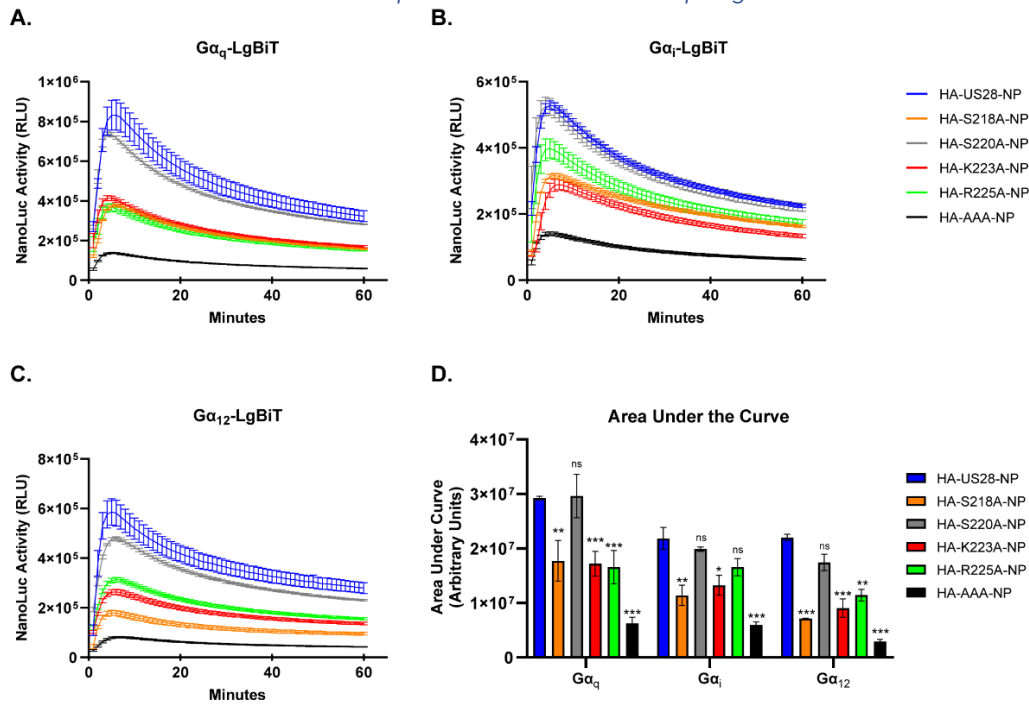 A.
Gα_q-LgBiT
NanoLuc Activity (RLU)
1×10⁶
8×10⁵
6×10⁵
4×10⁵
2×10⁵
0
0 20 40 60
Minutes
B.
Gα_i-LgBiT
NanoLuc Activity (RLU)
6×10⁵
4×10⁵
2×10⁵
0
0 20 40 60
Minutes
HA-US28-NP
HA-S218A-NP
HA-S220A-NP
HA-K223A-NP
HA-R225A-NP
HA-AAA-NP
C.
Gα₁₂-LgBiT
NanoLuc Activity (RLU)
8×10⁵
6×10⁵
4×10⁵
2×10⁵
0
0 20 40 60
Minutes
D.
Area Under the Curve
Area Under Curve
(Arbitrary Units)
4×10⁷
3×10⁷
2×10⁷
1×10⁷
0
ns
** *** *** ***
ns ns
** * ***
ns
*** *** ** ***
Gα_q Gα_i Gα₁₂
HA-US28-NP
HA-S218A-NP
HA-S220A-NP
HA-K223A-NP
HA-R225A-NP
HA-AAA-NP